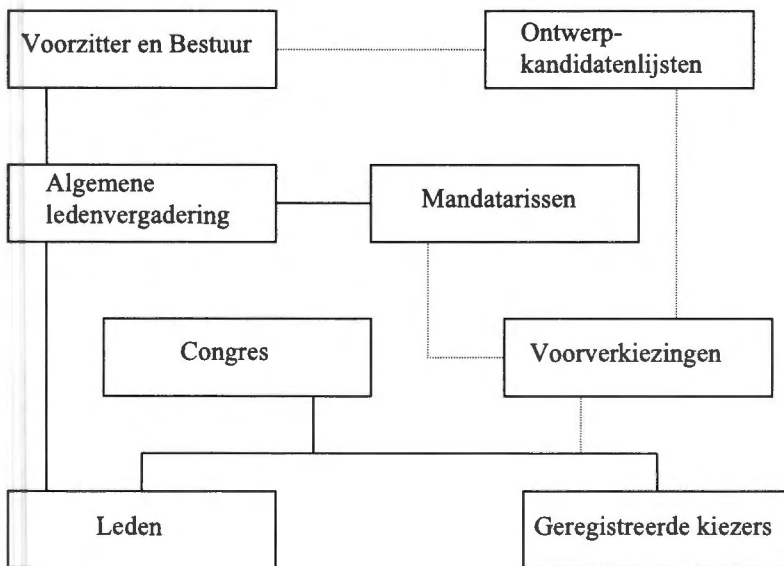 Voorzitter en Bestuur
Ontwerp-
kandidatenlijsten
Algemene
ledenvergadering
Mandatarissen
Congres
Voorverkiezingen
Leden
Geregistreerde kiezers